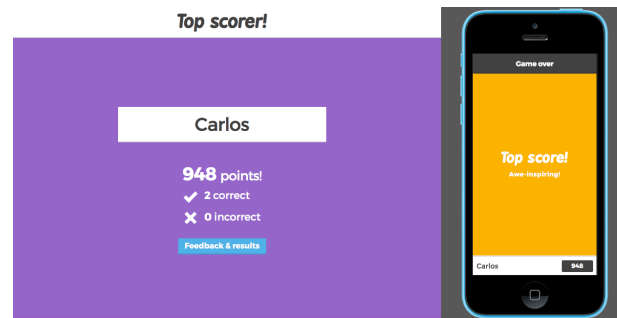 Top scorer!
Carlos
948 points!
2 correct
0 incorrect
Feedback & results
Game over
Top score!
Awe-inspiring!
Carlos 948